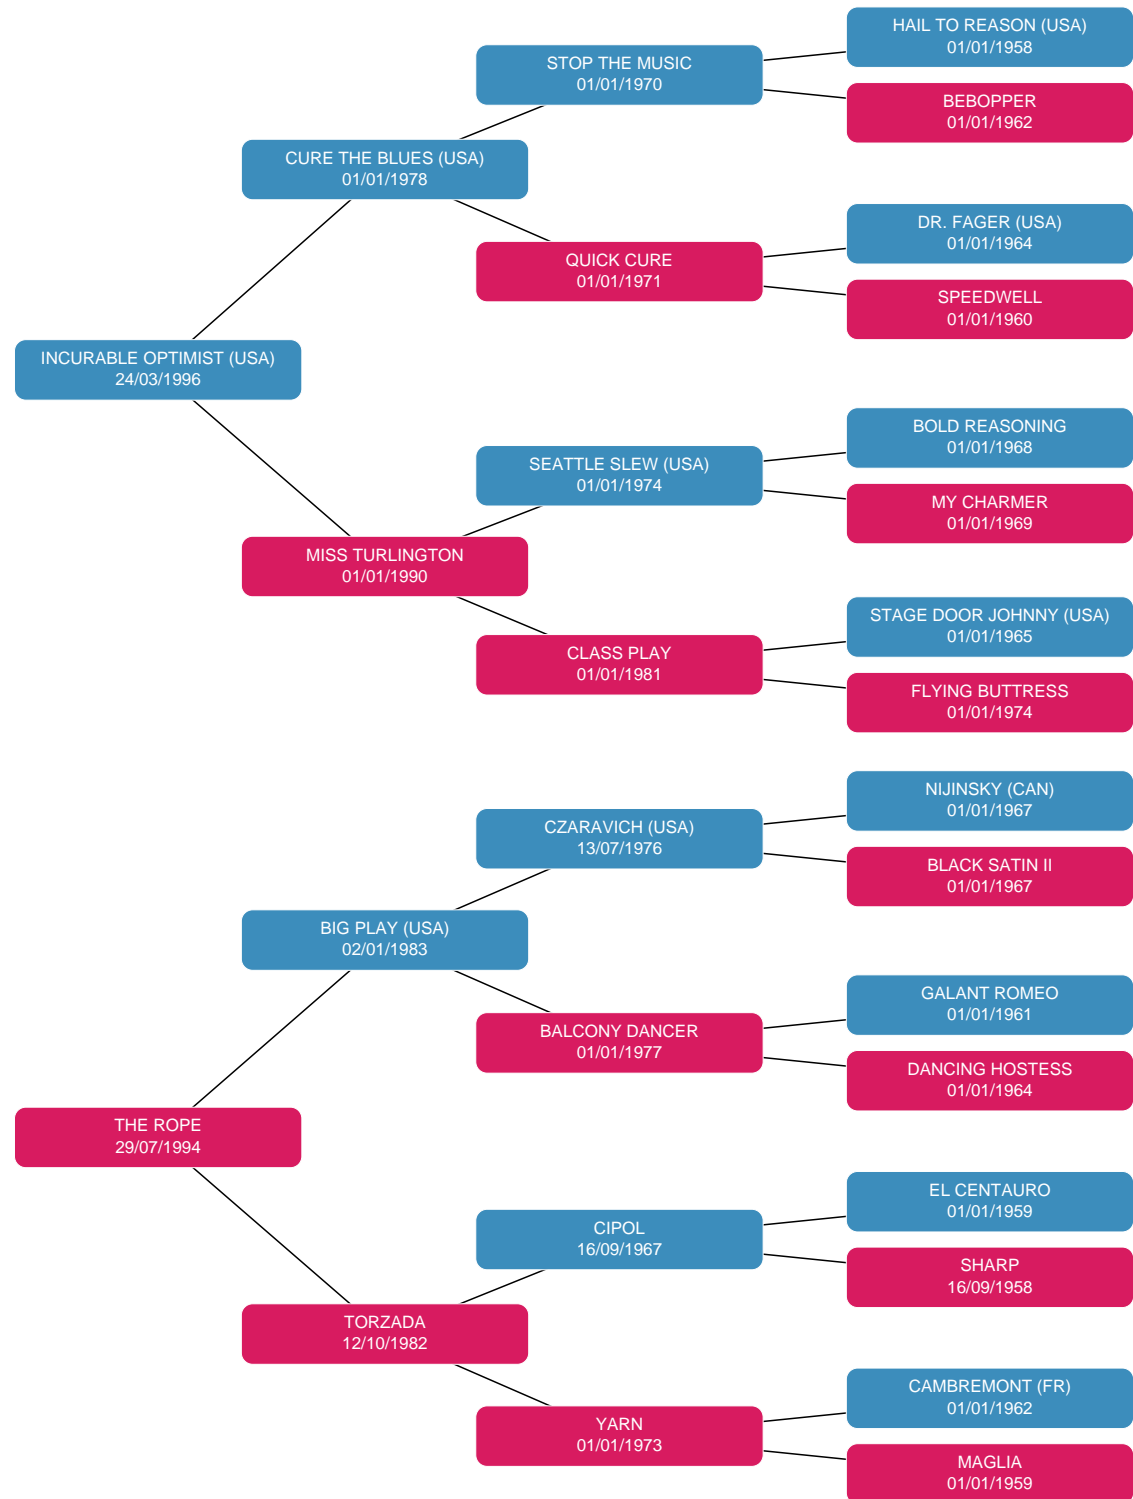 HAIL TO REASON (USA)
01/01/1958
STOP THE MUSIC
01/01/1970
BEBOPPER
01/01/1962
CURE THE BLUES (USA)
01/01/1978
DR. FAGER (USA)
01/01/1964
QUICK CURE
01/01/1971
SPEEDWELL
01/01/1960
INCURABLE OPTIMIST (USA)
24/03/1996
BOLD REASONING
01/01/1968
SEATTLE SLEW (USA)
01/01/1974
MY CHARMER
01/01/1969
MISS TURLINGTON
01/01/1990
STAGE DOOR JOHNNY (USA)
01/01/1965
CLASS PLAY
01/01/1981
FLYING BUTTRESS
01/01/1974
NIJINSKY (CAN)
01/01/1967
CZARAVICH (USA)
13/07/1976
BLACK SATIN II
01/01/1967
BIG PLAY (USA)
02/01/1983
GALANT ROMEO
01/01/1961
BALCONY DANCER
01/01/1977
DANCING HOSTESS
01/01/1964
THE ROPE
29/07/1994
EL CENTAURO
01/01/1959
CIPOL
16/09/1967
SHARP
16/09/1958
TORZADA
12/10/1982
CAMBREMONT (FR)
01/01/1962
YARN
01/01/1973
MAGLIA
01/01/1959